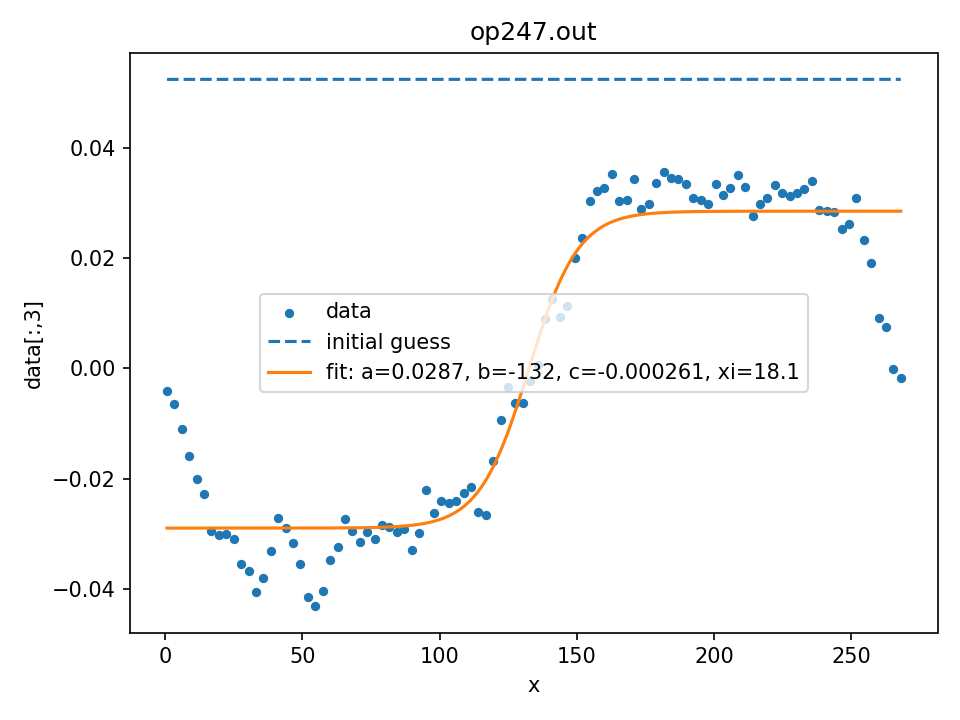 op247.out
0.04
0.02
0.00
−0.02
−0.04
data[:,3]
data
initial guess
fit: a=0.0287, b=-132, c=-0.000261, xi=18.1
0 50 100 150 200 250
x